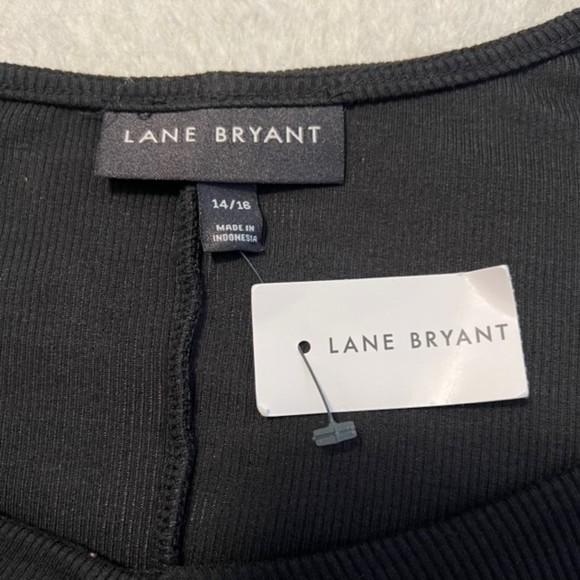 LANE BRYANT
14/16
MADE IN
INDONESIA
LANE BRYANT